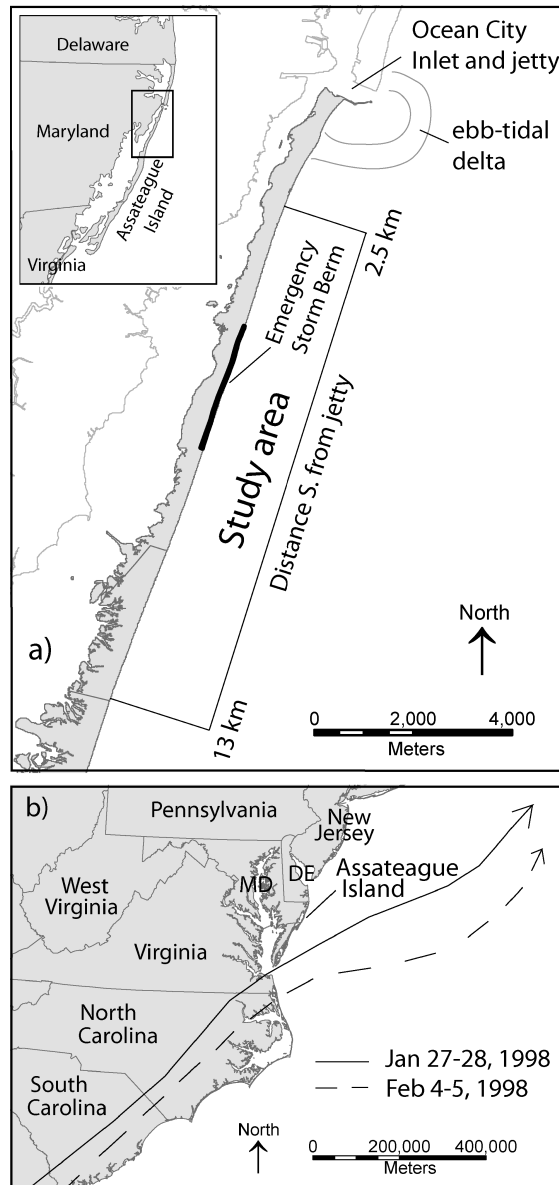 Delaware
Maryland
Assateague
Island
Virginia
Ocean City
Inlet and jetty
ebb-tidal
delta
2.5 km
Emergency
Storm Berm
Study area
Distance S. from jetty
13 km
a)
North
0 2,000 4,000
Meters
b)
Pennsylvania
New
Jersey
West
Virginia
MD
DE
Assateague
Island
Virginia
North
Carolina
South
Carolina
Jan 27-28, 1998
Feb 4-5, 1998
North
0 200,000 400,000
Meters